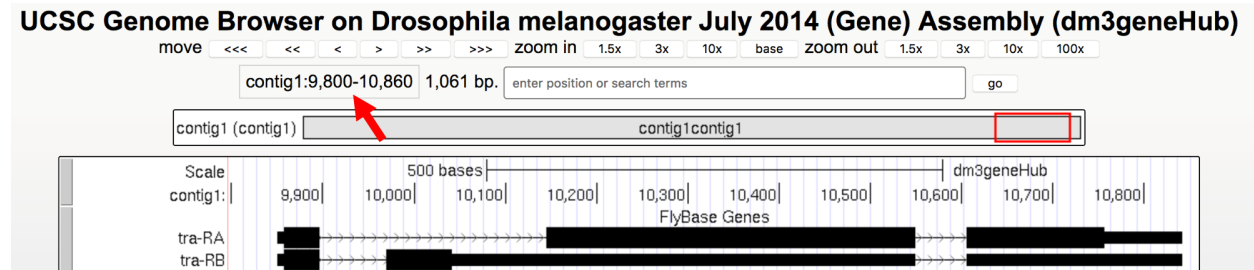 UCSC Genome Browser on Drosophila melanogaster July 2014 (Gene) Assembly (dm3geneHub)
move <<< << < > >> >>> zoom in 1.5x 3x 10x base zoom out 1.5x 3x 10x 100x
contig1:9,800-10,860 1,061 bp. enter position or search terms go
contig1 (contig1) contig1contig1
Scale 500 bases dm3geneHub
contig1: 9,900 10,000 10,100 10,200 10,300 10,400 10,500 10,600 10,700 10,800
FlyBase Genes
tra-RA
tra-RB